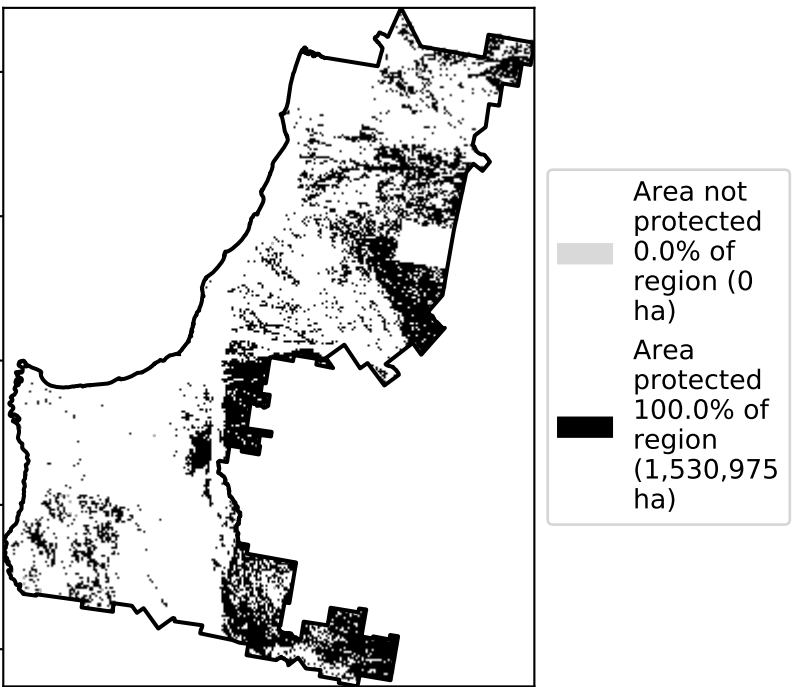 Area not
protected
0.0% of
region (0
ha)
Area
protected
100.0% of
region
(1,530,975
ha)